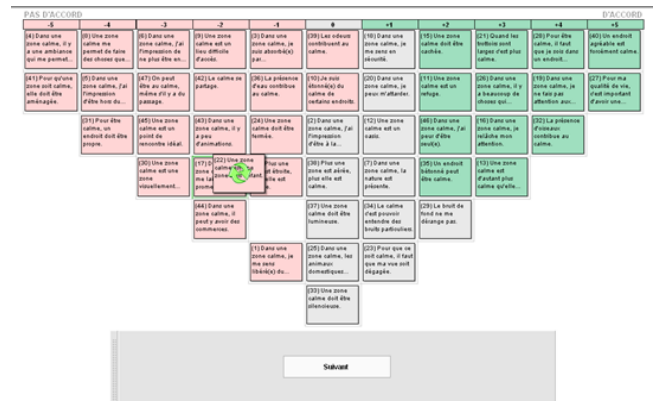 PAS D'ACCORD
D'ACCORD
-5
-4
-3
-2
-1
0
+1
+2
+3
+4
+5
(4) Dans une
zone calme, il y
a une ambiance
qui me permet...
(8) Une zone
calme me
permet de faire
des choses que...
(6) Dans une
zone calme, j'ai
l'impression de
ne plus être en...
(9) Une zone
calme est un
lieu difficile
d'accès.
(3) Dans une
zone calme, je
suis absorbé(e)
par...
(39) Les odeurs
contribuent au
calme.
(18) Dans une
zone calme, je
me sens en
sécurité.
(15) Une zone
calme doit être
cachée.
(21) Quand les
trottoirs sont
larges c'est plus
calme.
(28) Pour être
calme, il faut
que je sois dans
un endroit...
(40) Un endroit
agréable est
forcément calme.
(41) Pour qu'une
zone soit calme,
elle doit être
aménagée.
(5) Dans une
zone calme, j'ai
l'impression
d'être hors du...
(47) On peut
être au calme,
même s'il y a du
passage.
(42) Le calme se
partage.
(36) La présence
d'eau contribue
au calme.
(10) Je suis
étonné(e) du
calme de
certains endroits
(20) Dans une
zone calme, je
peux m'attarder.
(11) Une zone
calme est un
refuge.
(26) Dans une
zone calme, il y
a beaucoup de
choses qui...
(19) Dans une
zone calme, je
ne fais pas
attention aux...
(27) Pour ma
qualité de vie,
c'est important
d'avoir une...
(31) Pour être
calme, un
endroit doit être
propre.
(45) Une zone
calme est un
point de
rencontre idéal.
(43) Dans une
zone calme, il y
a peu
d'animations.
(24) Une zone
calme doit être
fermée.
(2) Dans une
zone calme, j'ai
l'impression
d'être à la...
(12) Une zone
calme est un
oasis.
(46) Dans une
zone calme, j'ai
peur d'être
seul(e).
(16) Dans une
zone calme, je
relâche mon
attention.
(32) La présence
d'oiseaux
contribue au
calme.
(30) Une zone
calme est une
zone
visuellement...
(22) Une zone
calme
zone
(38) Plus une
zone est aérée,
plus elle est
calme.
(7) Dans une
zone calme, la
nature est
présente.
(35) Un endroit
bétonné peut
être calme.
(13) Une zone
calme est
d'autant plus
calme qu'elle...
(44) Dans une
zone calme, il
peut y avoir des
commerces.
(37) Une zone
calme doit être
lumineuse.
(34) Le calme
c'est pouvoir
entendre des
bruits particuliers.
(29) Le bruit de
fond ne me
dérange pas.
(1) Dans une
zone calme, je
me sens
libéré(e) du...
(25) Dans une
zone calme, les
animaux
domestiques...
(23) Pour que ce
soit calme, il faut
que ma vue soit
dégagée.
(33) Une zone
calme doit être
silencieuse.
Suivant